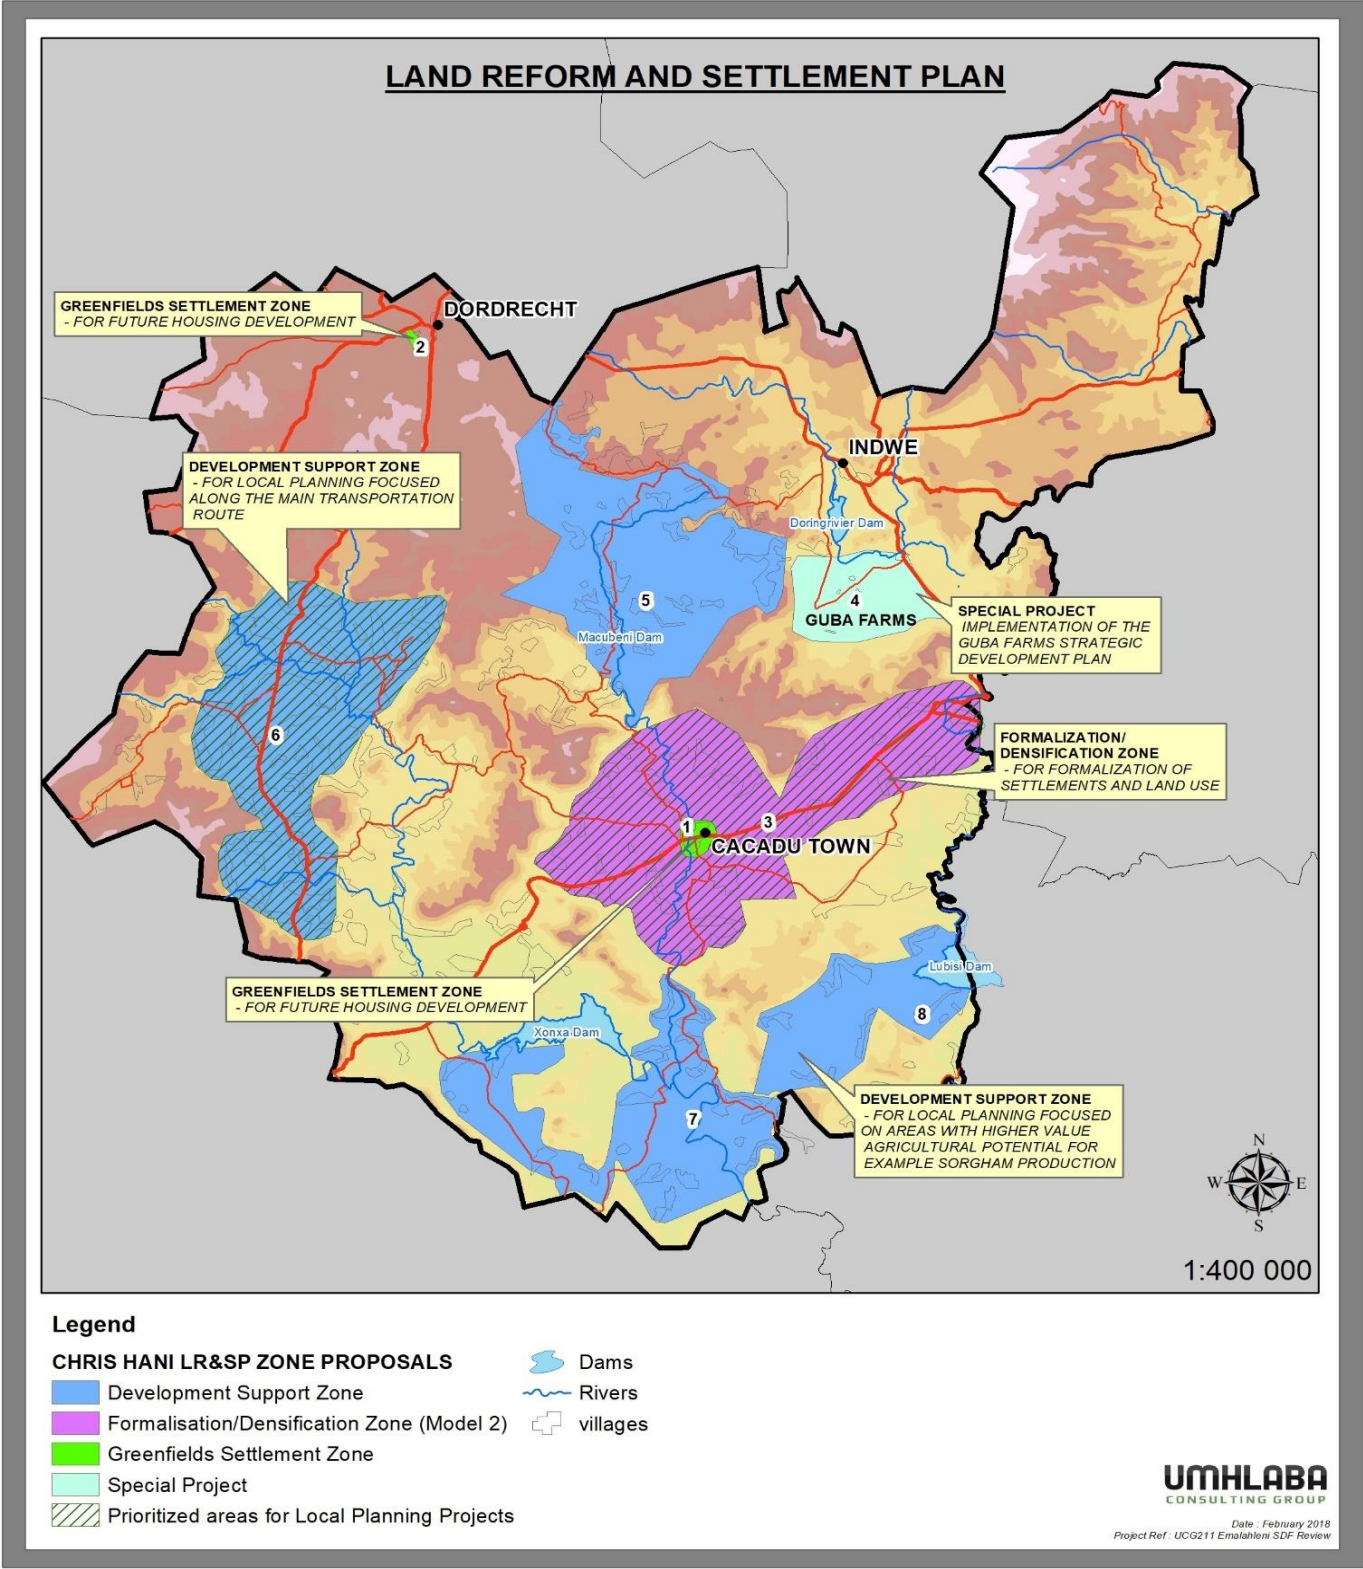 LAND REFORM AND SETTLEMENT PLAN
GREENFIELDS SETTLEMENT ZONE
- FOR FUTURE HOUSING DEVELOPMENT
DORDRECHT
2
INDWE
DEVELOPMENT SUPPORT ZONE
- FOR LOCAL PLANNING FOCUSED
ALONG THE MAIN TRANSPORTATION
ROUTE
Doringrivier Dam
5
4
GUBA FARMS
SPECIAL PROJECT
IMPLEMENTATION OF THE
GUBA FARMS STRATEGIC
DEVELOPMENT PLAN
Macubeni Dam
6
FORMALIZATION/
DENSIFICATION ZONE
- FOR FORMALIZATION OF
SETTLEMENTS AND LAND USE
1
3
CACADU TOWN
GREENFIELDS SETTLEMENT ZONE
- FOR FUTURE HOUSING DEVELOPMENT
Lubisi Dam
8
Xonxa Dam
7
DEVELOPMENT SUPPORT ZONE
- FOR LOCAL PLANNING FOCUSED
ON AREAS WITH HIGHER VALUE
AGRICULTURAL POTENTIAL FOR
EXAMPLE SORGHAM PRODUCTION
N
W E
S
1:400 000
Legend
CHRIS HANI LR&SP ZONE PROPOSALS
Development Support Zone
Formalisation/Densification Zone (Model 2)
Greenfields Settlement Zone
Special Project
Prioritized areas for Local Planning Projects
Dams
Rivers
villages
UMHLABA
CONSULTING GROUP
Date : February 2018
Project Ref : UCG211 Emalahleni SDF Review